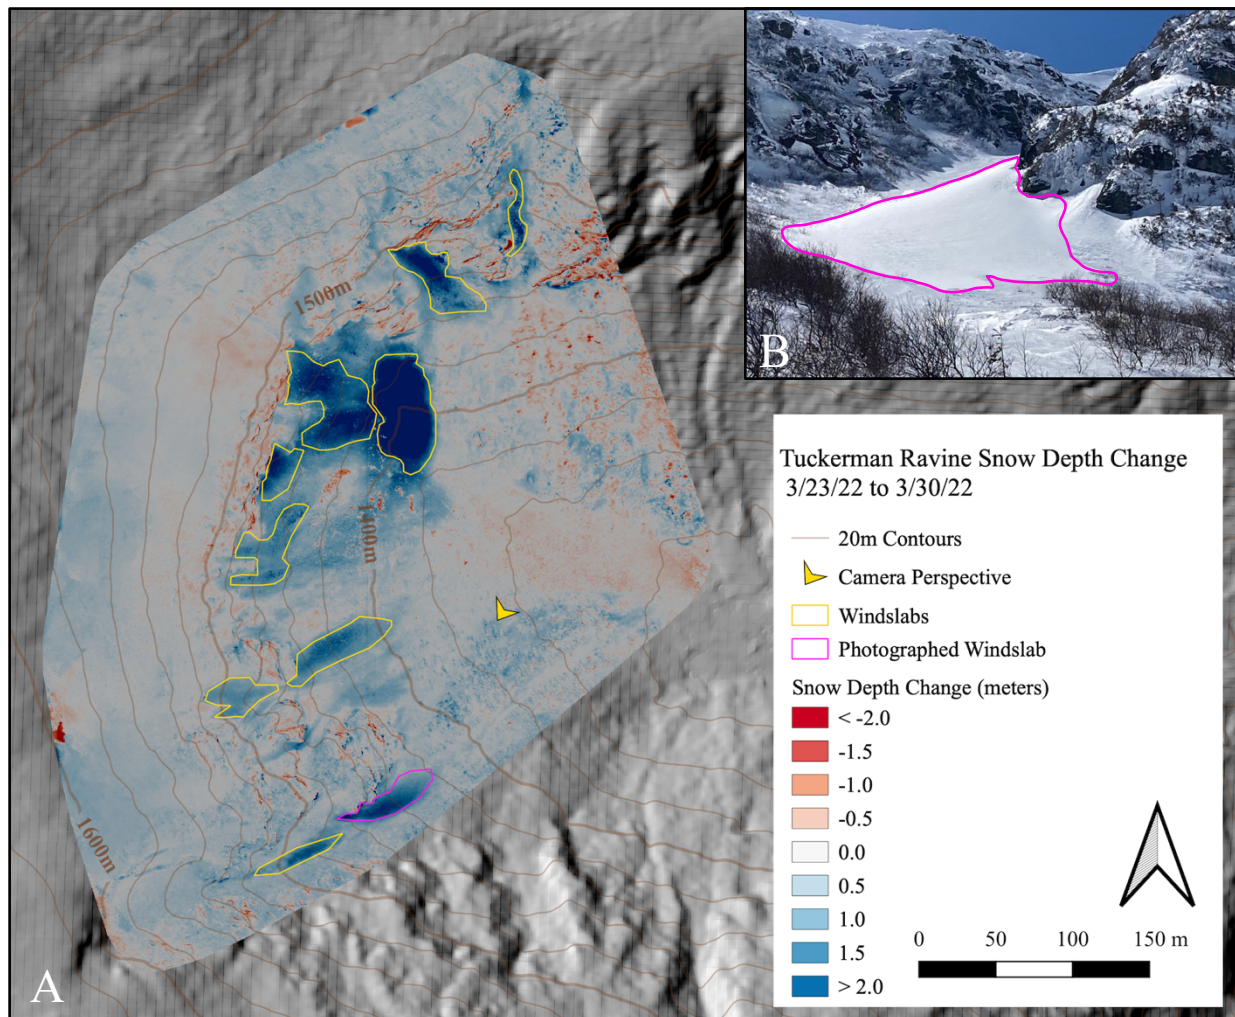 1500m
1400m
1600m
A
B
Tuckerman Ravine Snow Depth Change
3/23/22 to 3/30/22
20m Contours
Camera Perspective
Windslabs
Photographed Windslab
Snow Depth Change (meters)
< -2.0
-1.5
-1.0
-0.5
0.0
0.5
1.0
1.5
> 2.0
0 50 100 150 m